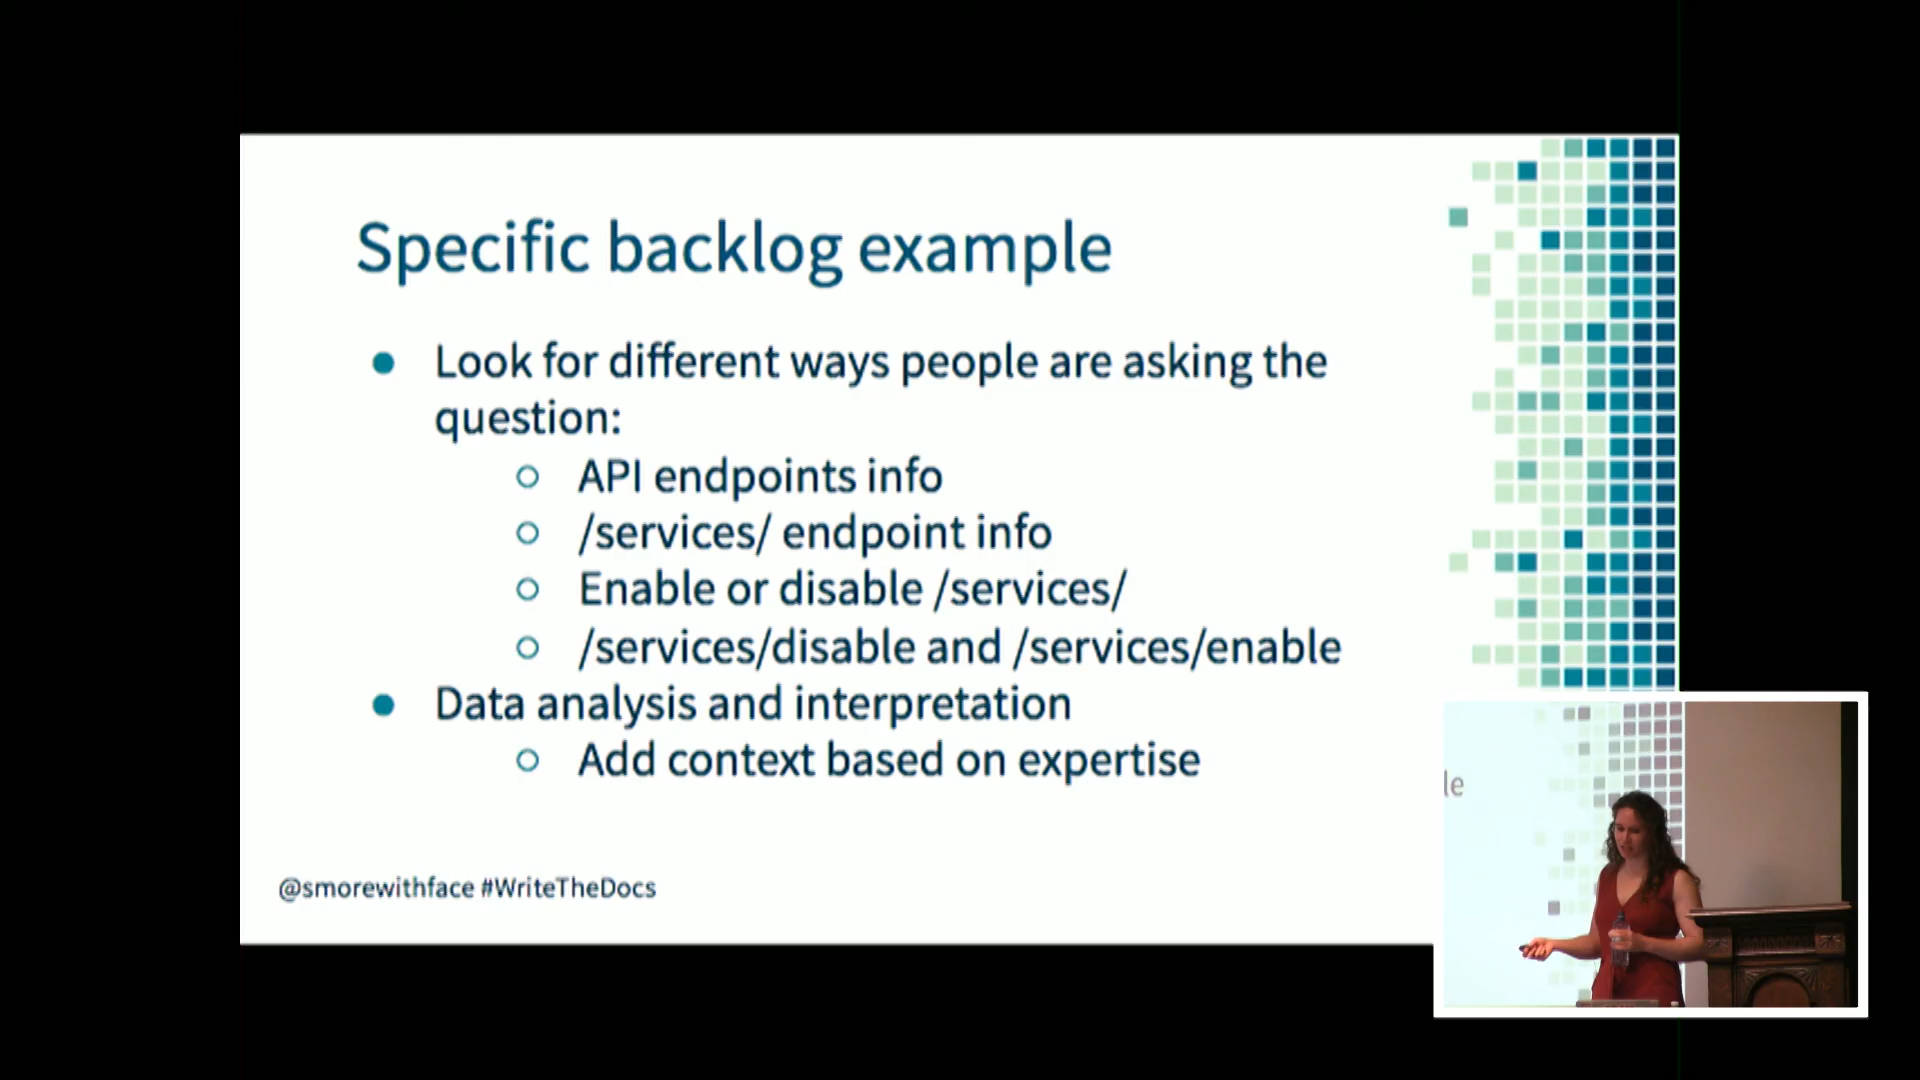 Specific backlog example
Look for different ways people are asking the
question:
API endpoints info
/services/ endpoint info
Enable or disable /services/
/services/disable and /services/enable
Data analysis and interpretation
Add context based on expertise
@smorewithface #WriteTheDocs
le